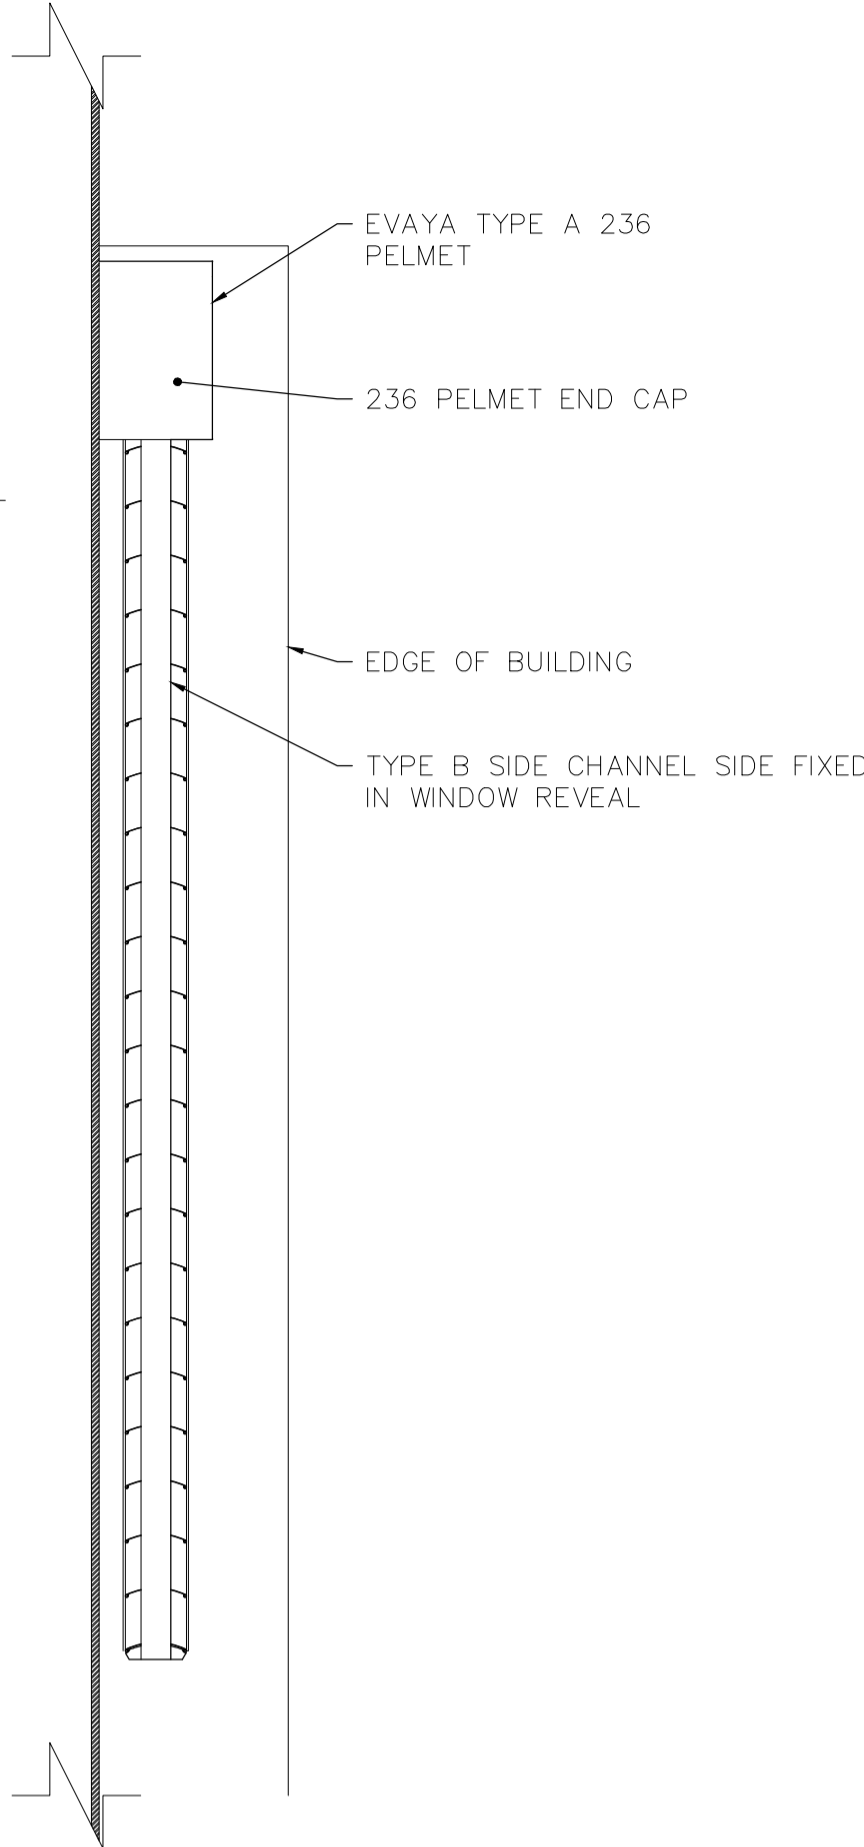 EVAYA TYPE A 236
PELMET
236 PELMET END CAP
EDGE OF BUILDING
TYPE B SIDE CHANNEL SIDE FIXED
IN WINDOW REVEAL